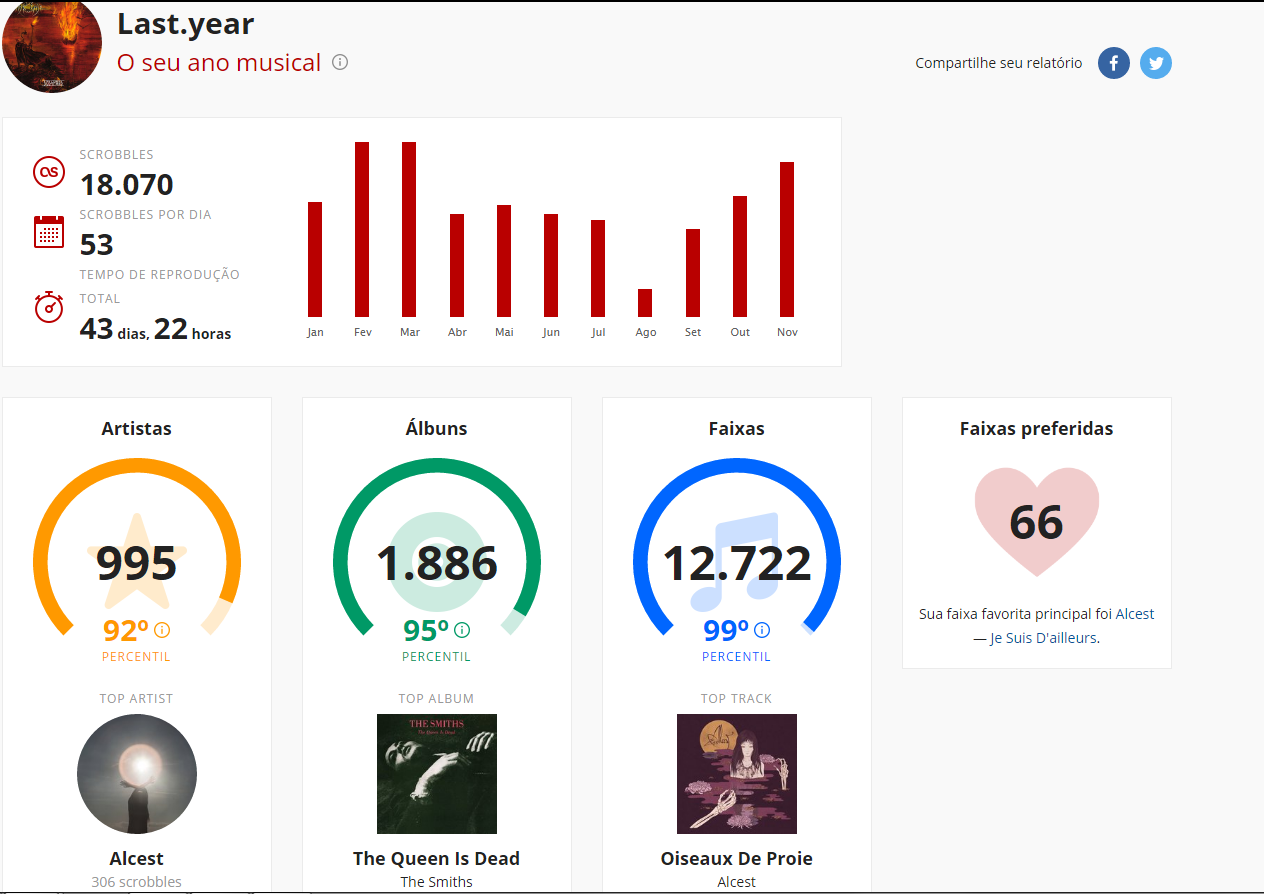 Last.year
O seu ano musical
Compartilhe seu relatório
SCROBBLES
18.070
SCROBBLES POR DIA
53
TEMPO DE REPRODUÇÃO
TOTAL
43 dias, 22 horas
Jan Fev Mar Abr Mai Jun Jul Ago Set Out Nov
Artistas
995
92º
PERCENTIL
TOP ARTIST
Alcest
306 scrobbles
Álbuns
1.886
95º
PERCENTIL
TOP ALBUM
THE SMITHS
The Queen Is Dead
The Queen Is Dead
The Smiths
Faixas
12.722
99º
PERCENTIL
TOP TRACK
Alcest
Oiseaux De Proie
Alcest
Faixas preferidas
66
Sua faixa favorita principal foi Alcest
— Je Suis D'ailleurs.